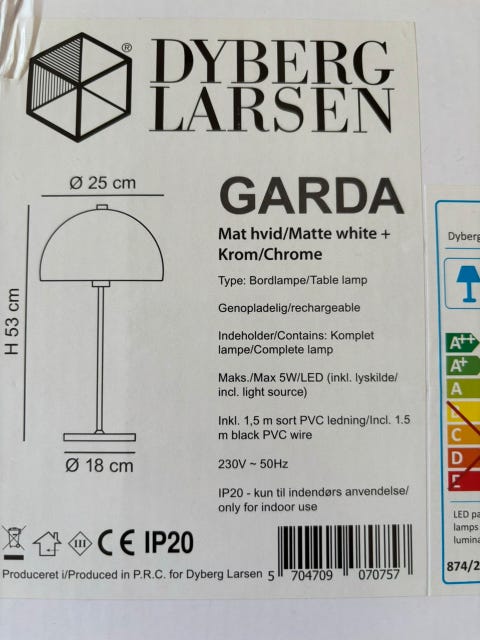 DYBERG
LARSEN
®
Ø 25 cm
H 53 cm
Ø 18 cm
GARDA
Mat hvid/Matte white +
Krom/Chrome
Type: Bordlampe/Table lamp
Genopladelig/rechargeable
Indeholder/Contains: Komplet
lampe/Complete lamp
Maks./Max 5W/LED (inkl. lyskilde/
incl. light source)
Inkl. 1,5 m sort PVC ledning/Incl. 1.5
m black PVC wire
230V ~ 50Hz
IP20 - kun til indendørs anvendelse/
only for indoor use
III CE IP20
Produceret i/Produced in P.R.C. for Dyberg Larsen
5 704709 070757
Dyberg
A++
A+
A
C
D
E
LED pa
lamps
lumina
874/2